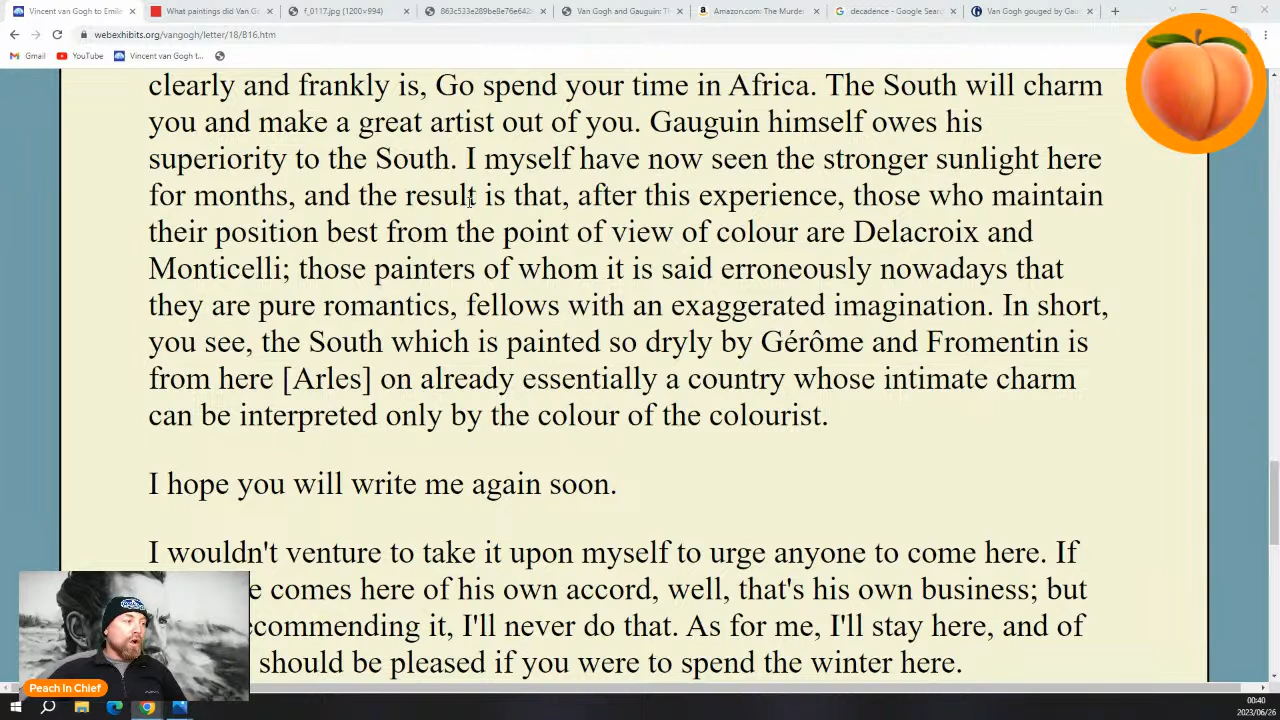 Vincent van Gogh to Emile
What paintings did Van Go
f_0117.jpg (1200×994)
863c533e289be8e76e642
Van Gogh and Gauguin: Th
Amazon.com: The Murder
decadence - Google Sear
Van Gogh gouged by Gau
webexhibits.org/vangogh/letter/18/B16.htm
Gmail
YouTube
Vincent van Gogh t
clearly and frankly is, Go spend your time in Africa. The South will charm
you and make a great artist out of you. Gauguin himself owes his
superiority to the South. I myself have now seen the stronger sunlight here
for months, and the result is that, after this experience, those who maintain
their position best from the point of view of colour are Delacroix and
Monticelli; those painters of whom it is said erroneously nowadays that
they are pure romantics, fellows with an exaggerated imagination. In short,
you see, the South which is painted so dryly by Gérôme and Fromentin is
from here [Arles] on already essentially a country whose intimate charm
can be interpreted only by the colour of the colourist.
I hope you will write me again soon.
I wouldn't venture to take it upon myself to urge anyone to come here. If
e comes here of his own accord, well, that's his own business; but
ecommending it, I'll never do that. As for me, I'll stay here, and of
should be pleased if you were to spend the winter here.
Peach In Chief
00:40
2023/06/26